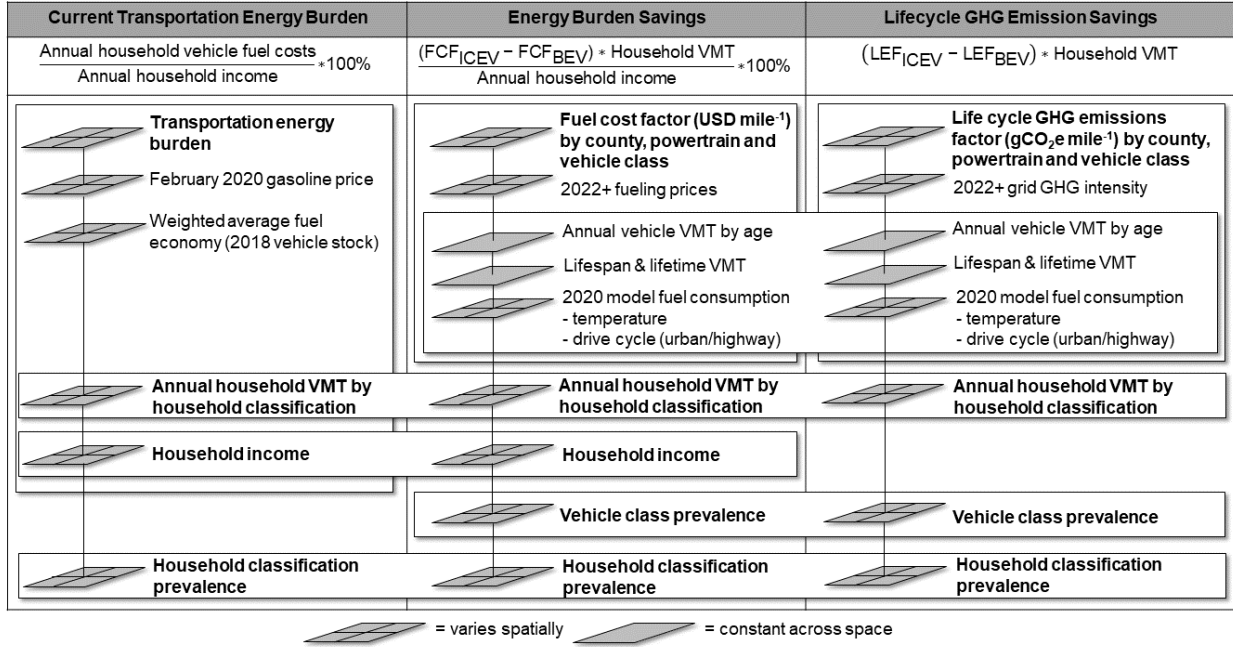 Current Transportation Energy Burden
Energy Burden Savings
Lifecycle GHG Emission Savings
Annual household vehicle fuel costs
Annual household income
*100%
(FCF_ICEV − FCF_BEV) * Household VMT
Annual household income
*100%
(LEF_ICEV − LEF_BEV) * Household VMT
Transportation energy
burden
February 2020 gasoline price
Weighted average fuel
economy (2018 vehicle stock)
Fuel cost factor (USD mile⁻¹)
by county, powertrain and
vehicle class
2022+ fueling prices
Annual vehicle VMT by age
Lifespan & lifetime VMT
2020 model fuel consumption
- temperature
- drive cycle (urban/highway)
Life cycle GHG emissions
factor (gCO₂e mile⁻¹) by county,
powertrain and vehicle class
2022+ grid GHG intensity
Annual vehicle VMT by age
Lifespan & lifetime VMT
2020 model fuel consumption
- temperature
- drive cycle (urban/highway)
Annual household VMT by
household classification
Annual household VMT by
household classification
Annual household VMT by
household classification
Household income
Household income
Vehicle class prevalence
Vehicle class prevalence
Household classification
prevalence
Household classification
prevalence
Household classification
prevalence
= varies spatially
= constant across space